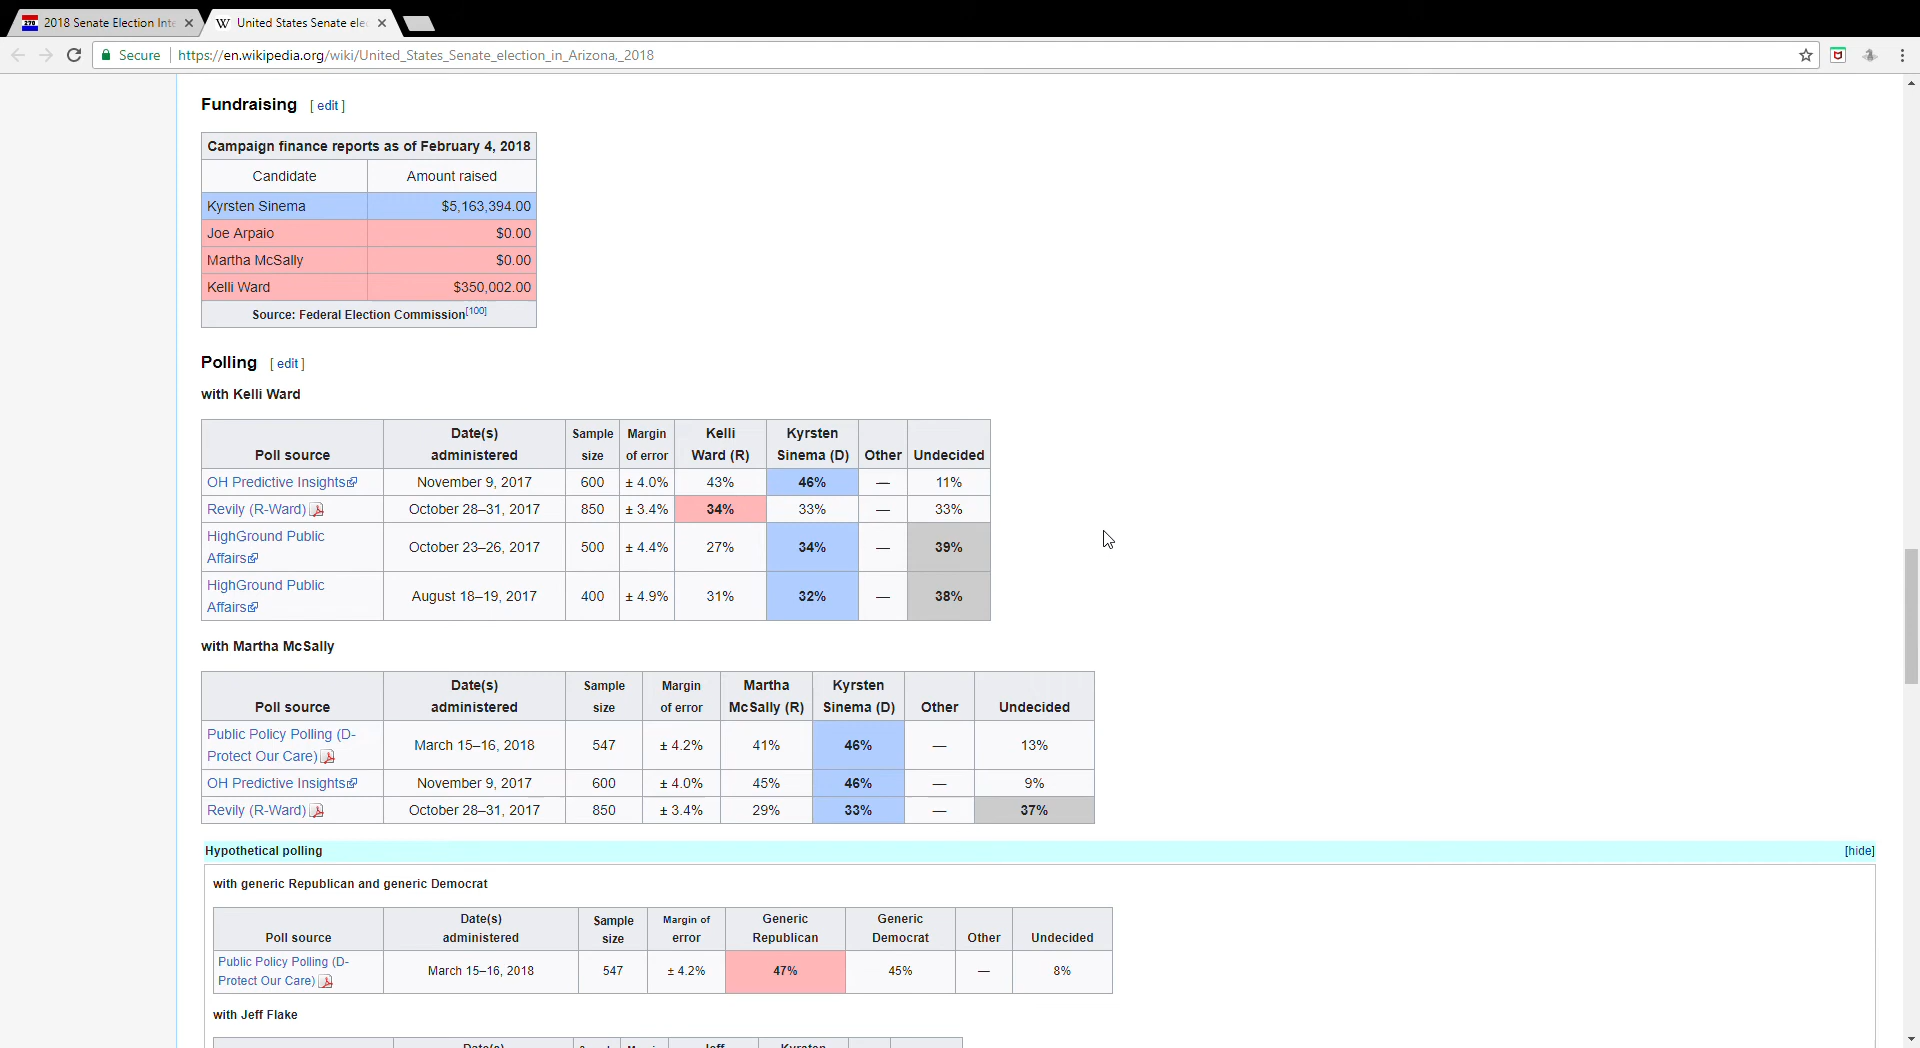 2018 Senate Election Inte
United States Senate ele
Secure https://en.wikipedia.org/wiki/United_States_Senate_election_in_Arizona,_2018
Fundraising [ edit ]
Campaign finance reports as of February 4, 2018
Candidate Amount raised
Kyrsten Sinema $5,163,394.00
Joe Arpaio $0.00
Martha McSally $0.00
Kelli Ward $350,002.00
Source: Federal Election Commission[100]
Polling [ edit ]
with Kelli Ward
Poll source Date(s) administered Sample size Margin of error Kelli Ward (R) Kyrsten Sinema (D) Other Undecided
OH Predictive Insights November 9, 2017 600 ± 4.0% 43% 46% — 11%
Revily (R-Ward) October 28–31, 2017 850 ± 3.4% 34% 33% — 33%
HighGround Public Affairs October 23–26, 2017 500 ± 4.4% 27% 34% — 39%
HighGround Public Affairs August 18–19, 2017 400 ± 4.9% 31% 32% — 38%
with Martha McSally
Poll source Date(s) administered Sample size Margin of error Martha McSally (R) Kyrsten Sinema (D) Other Undecided
Public Policy Polling (D-Protect Our Care) March 15–16, 2018 547 ± 4.2% 41% 46% — 13%
OH Predictive Insights November 9, 2017 600 ± 4.0% 45% 46% — 9%
Revily (R-Ward) October 28–31, 2017 850 ± 3.4% 29% 33% — 37%
Hypothetical polling [hide]
with generic Republican and generic Democrat
Poll source Date(s) administered Sample size Margin of error Generic Republican Generic Democrat Other Undecided
Public Policy Polling (D-Protect Our Care) March 15–16, 2018 547 ± 4.2% 47% 45% — 8%
with Jeff Flake
Date(s) Jeff Kyrsten